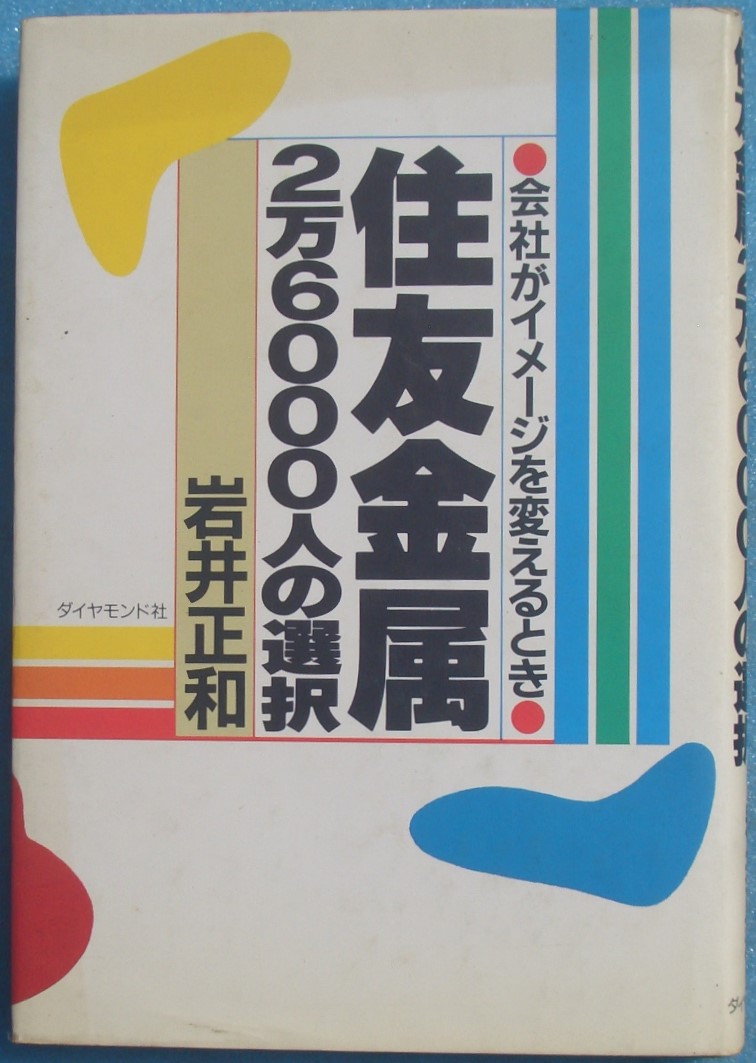 会社がイメージを変えるとき
住友金属
2万6000人の選択
岩井正和
ダイヤモンド社